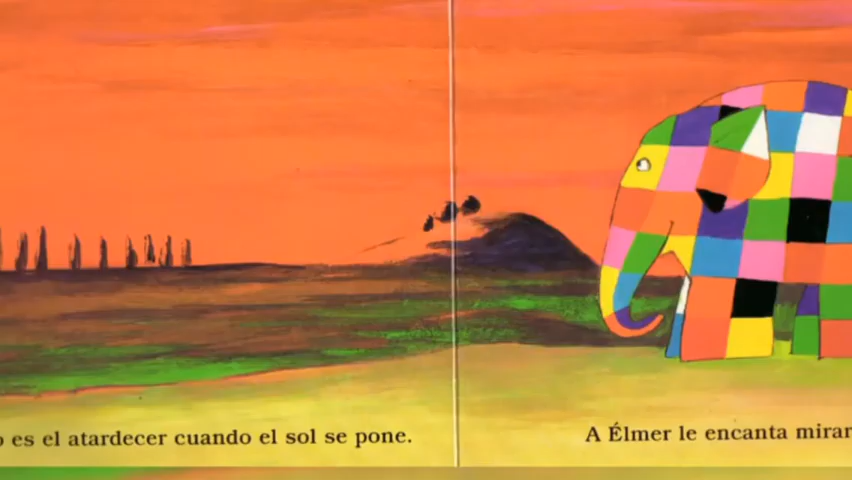 es el atardecer cuando el sol se pone.
A Élmer le encanta mirar